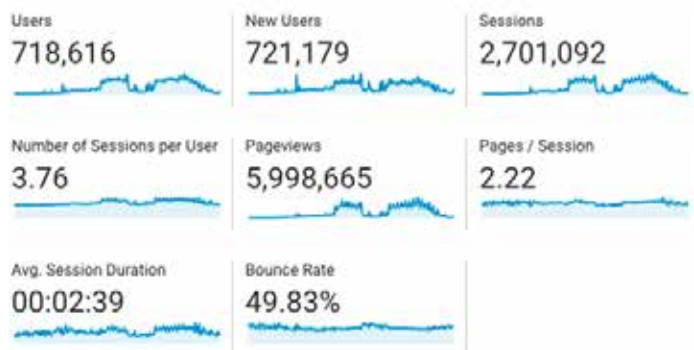 Users
718,616
New Users
721,179
Sessions
2,701,092
Number of Sessions per User
3.76
Pageviews
5,998,665
Pages / Session
2.22
Avg. Session Duration
00:02:39
Bounce Rate
49.83%